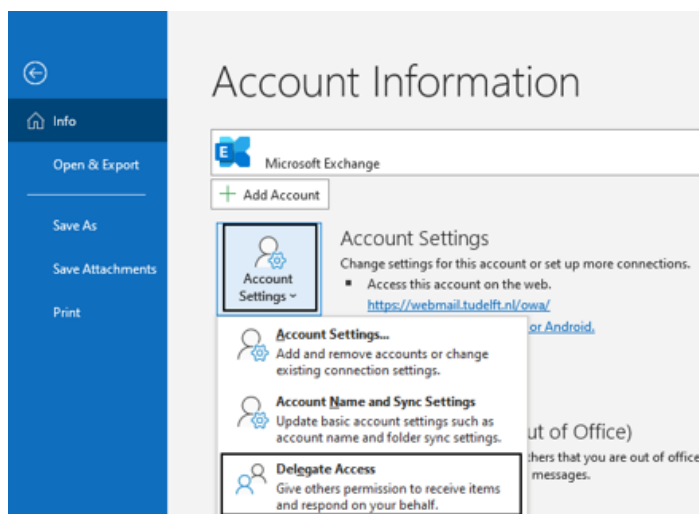 Account Information
Info
Open & Export
Save As
Save Attachments
Print
E
Microsoft Exchange
Add Account
Account
Settings
Account Settings
Change settings for this account or set up more connections.
Access this account on the web.
https://webmail.tudelft.nl/owa/
or Android.
Account Settings...
Add and remove accounts or change
existing connection settings.
Account Name and Sync Settings
Update basic account settings such as
account name and folder sync settings.
Delegate Access
Give others permission to receive items
and respond on your behalf.
ut of Office)
thers that you are out of office
messages.